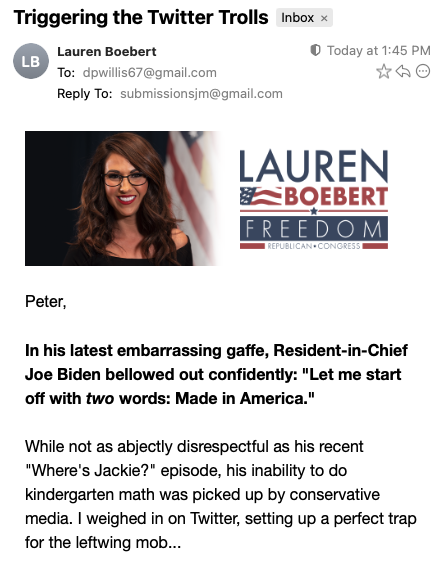 Triggering the Twitter Trolls Inbox ×
LB
Lauren Boebert
Today at 1:45 PM
To: dpwillis67@gmail.com
Reply To: submissionsjm@gmail.com
LAUREN
BOEBERT
FREEDOM
REPUBLICAN • CONGRESS
Peter,
In his latest embarrassing gaffe, Resident-in-Chief
Joe Biden bellowed out confidently: "Let me start
off with two words: Made in America."
While not as abjectly disrespectful as his recent
"Where's Jackie?" episode, his inability to do
kindergarten math was picked up by conservative
media. I weighed in on Twitter, setting up a perfect trap
for the leftwing mob...